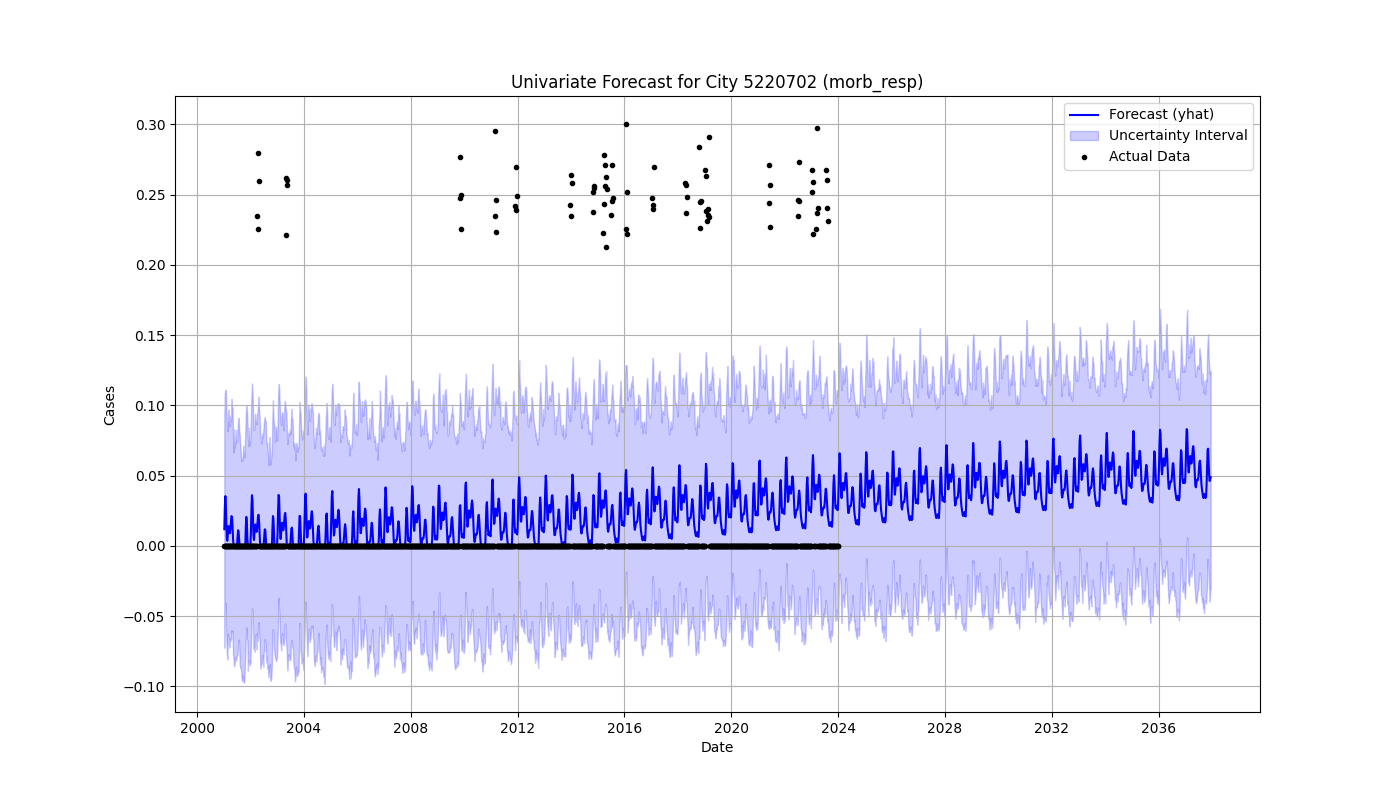 Univariate Forecast for City 5220702 (morb_resp)
Forecast (yhat)
Uncertainty Interval
Actual Data
Cases
0.30
0.25
0.20
0.15
0.10
0.05
0.00
−0.05
−0.10
2000 2004 2008 2012 2016 2020 2024 2028 2032 2036
Date